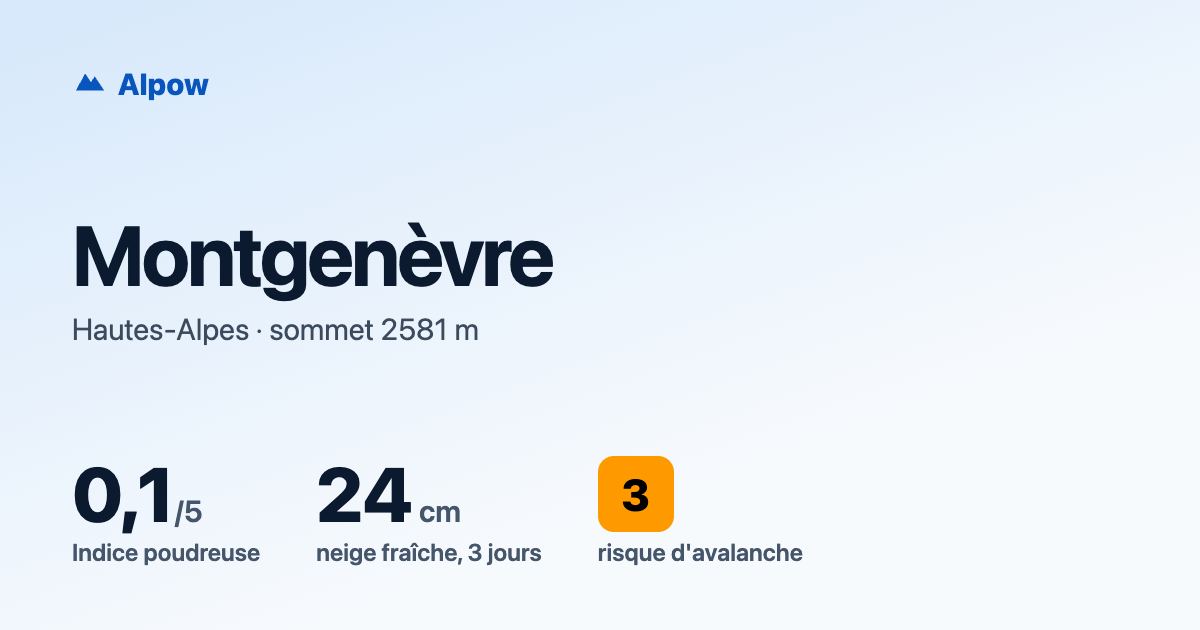 Alpow
Montgenèvre
Hautes-Alpes · sommet 2581 m
0,1/5
Indice poudreuse
24 cm
neige fraîche, 3 jours
3
risque d'avalanche